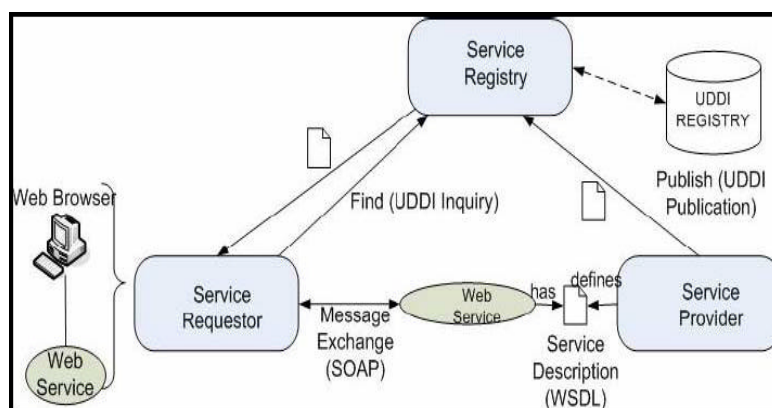 Service
Registry
UDDI
REGISTRY
Publish (UDDI
Publication)
Find (UDDI Inquiry)
Web Browser
Web
Service
Service
Requestor
Message
Exchange
(SOAP)
Web
Service
has
defines
Service
Description
(WSDL)
Service
Provider